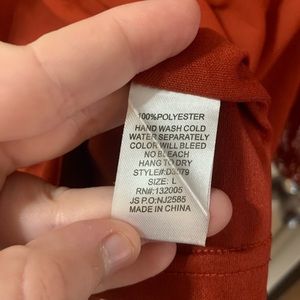 100%POLYESTER
HAND WASH COLD
WATER SEPARATELY
COLOR WILL BLEED
NO BLEACH
HANG TO DRY
SIZE: L
RN#:132005
JS P.O:NJ2585
MADE IN CHINA